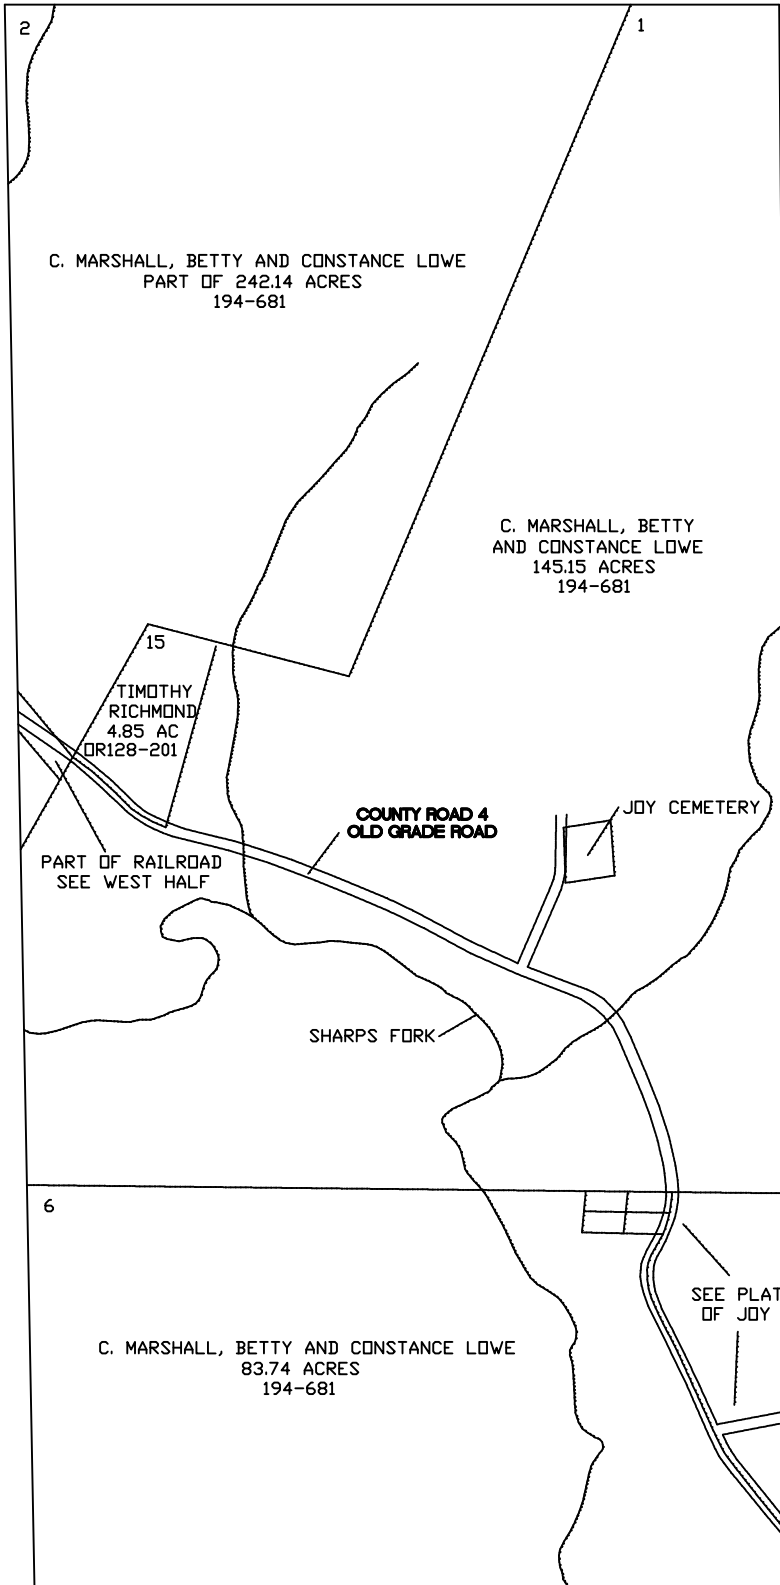 2
1
C. MARSHALL, BETTY AND CONSTANCE LOWE
PART OF 242.14 ACRES
194-681
C. MARSHALL, BETTY
AND CONSTANCE LOWE
145.15 ACRES
194-681
15
TIMOTHY
RICHMOND
4.85 AC
OR128-201
COUNTY ROAD 4
OLD GRADE ROAD
JOY CEMETERY
PART OF RAILROAD
SEE WEST HALF
SHARPS FORK
6
SEE PLAT
OF JOY
C. MARSHALL, BETTY AND CONSTANCE LOWE
83.74 ACRES
194-681